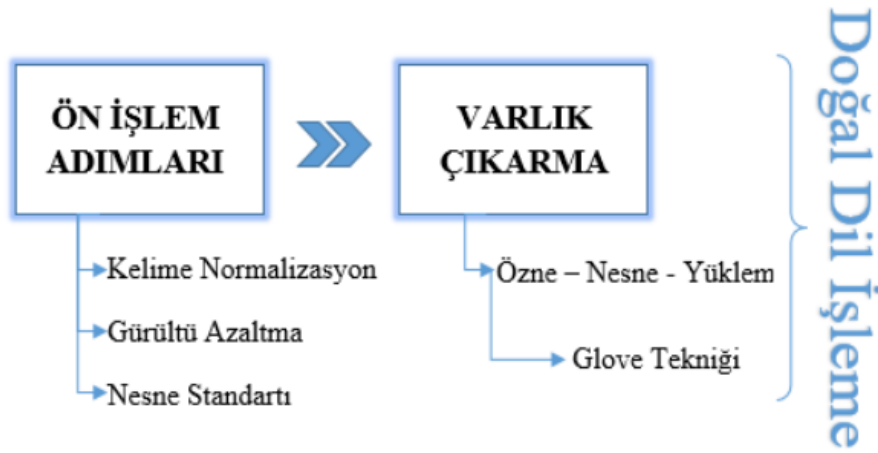 ÖN İŞLEM
ADIMLARI
Kelime Normalizasyon
Gürültü Azaltma
Nesne Standartı
VARLIK
ÇIKARMA
Özne – Nesne - Yüklem
Glove Tekniği
Doğal Dil İşleme